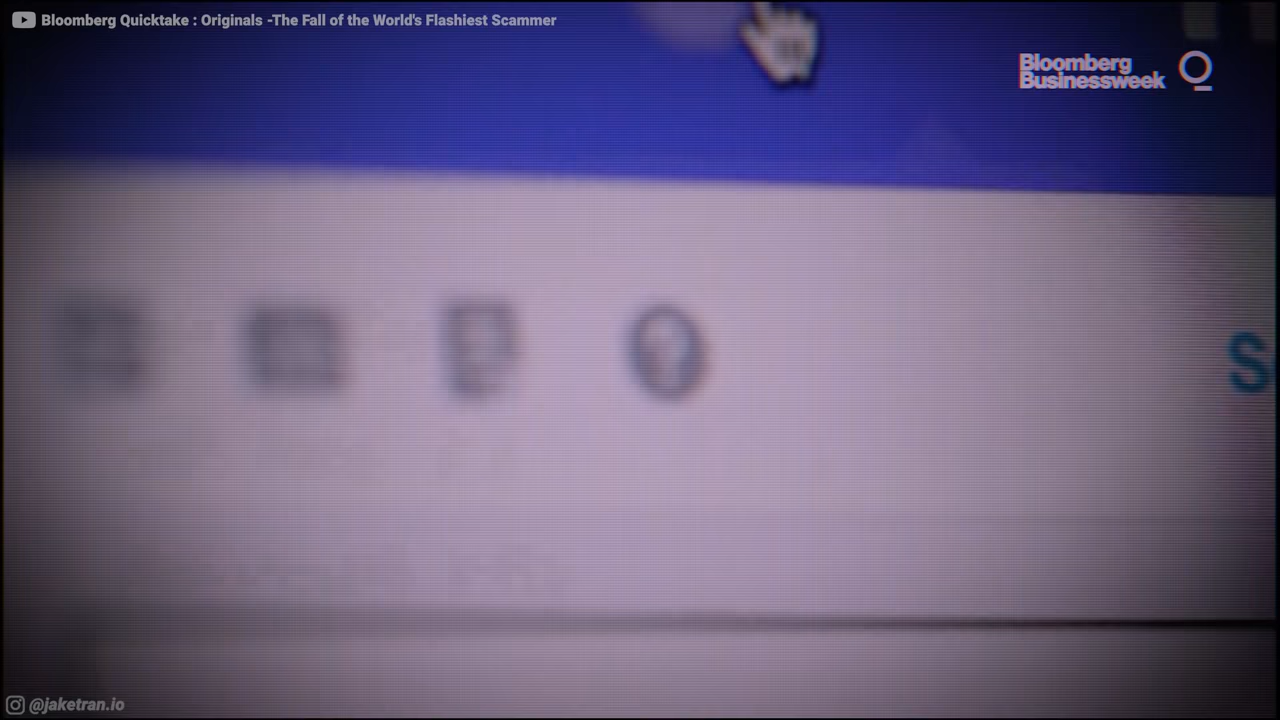 Bloomberg Quicktake : Originals -The Fall of the World's Flashiest Scammer
Bloomberg
Businessweek
S
@jaketran.io